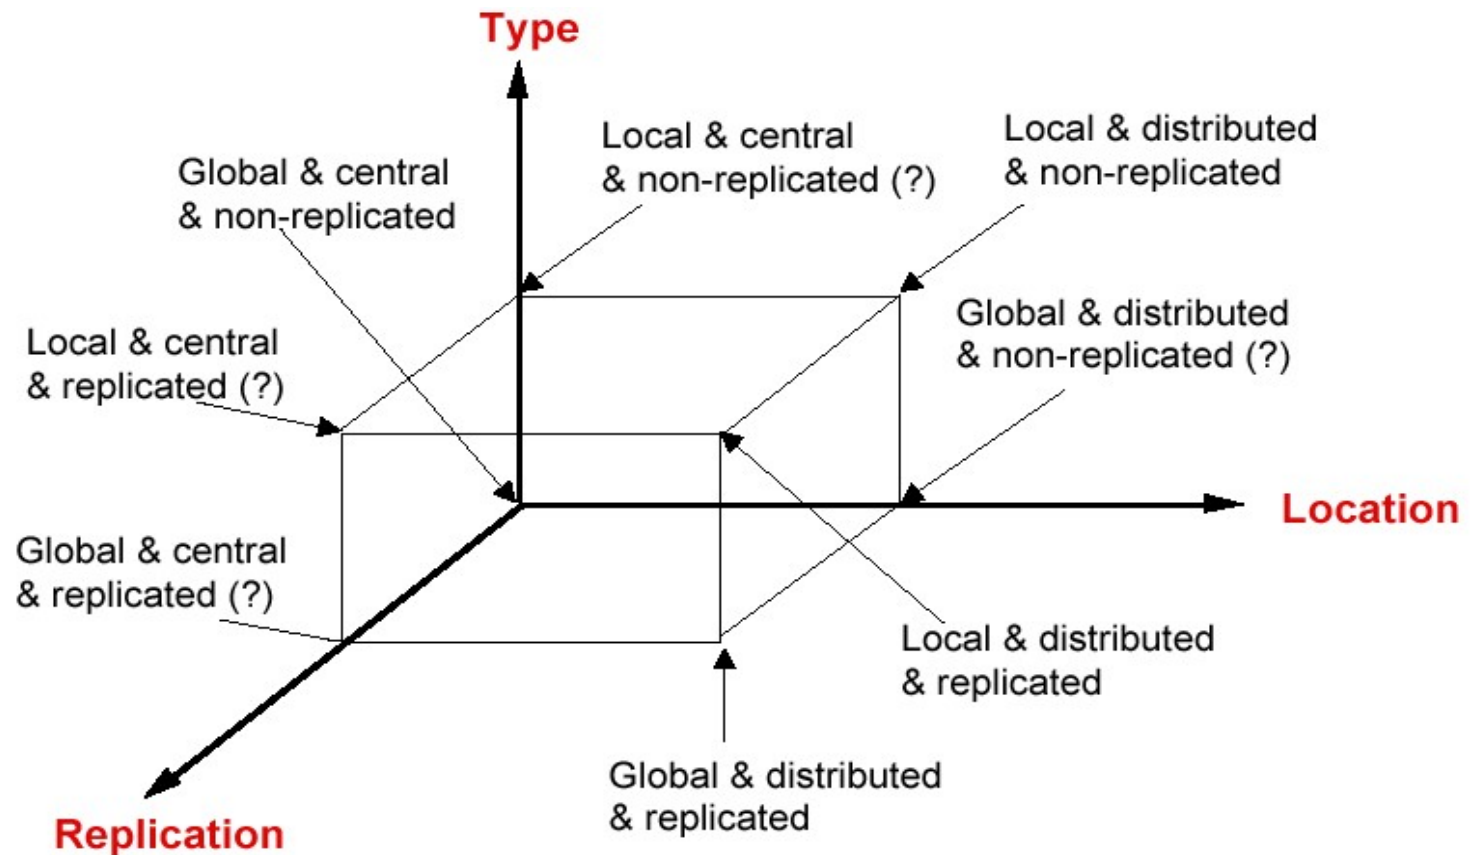 Type
Local & central
& non-replicated (?)
Local & distributed
& non-replicated
Global & central
& non-replicated
Global & distributed
& non-replicated (?)
Local & central
& replicated (?)
Location
Global & central
& replicated (?)
Local & distributed
& replicated
Global & distributed
& replicated
Replication